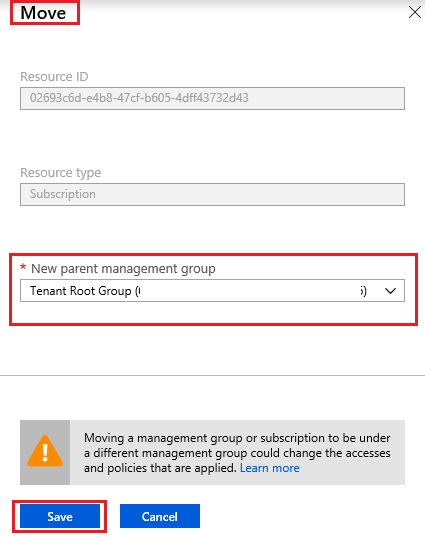 Move
Resource ID
02693c6d-e4b8-47cf-b605-4dff43732d43
Resource type
Subscription
* New parent management group
Tenant Root Group (
Moving a management group or subscription to be under
a different management group could change the accesses
and policies that are applied. Learn more
Save
Cancel